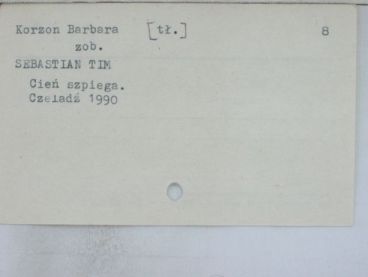 Korzon Barbara [tł.] 8
zob.
SEBASTIAN TIM
Cień szpiega.
Czeladź 1990